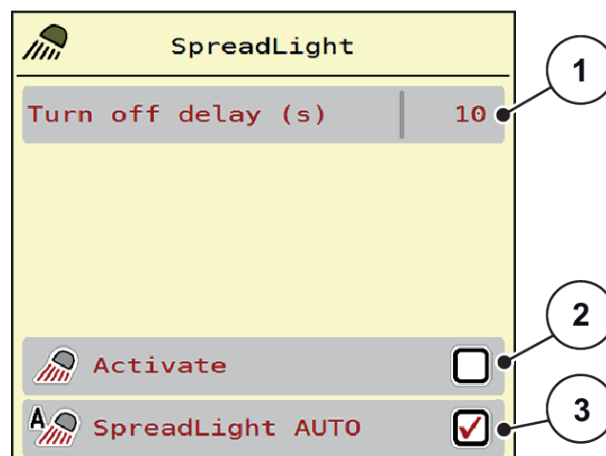 SpreadLight
1
Turn off delay (s) 10
2
Activate
3
A
SpreadLight AUTO